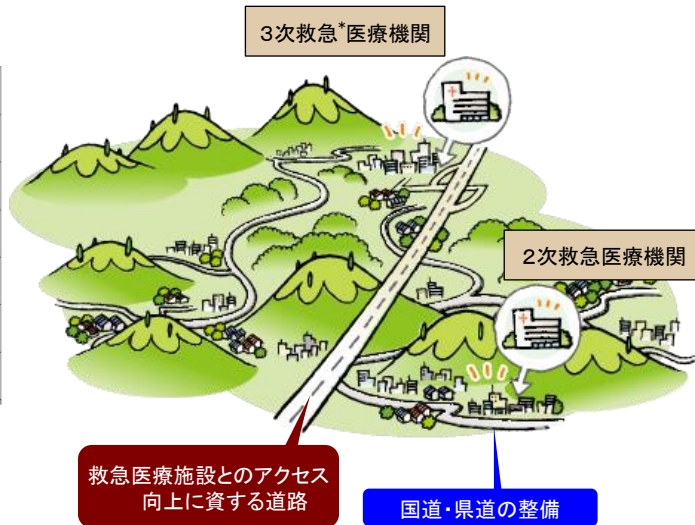 3次救急*医療機関
2次救急医療機関
救急医療施設とのアクセス
向上に資する道路
国道・県道の整備